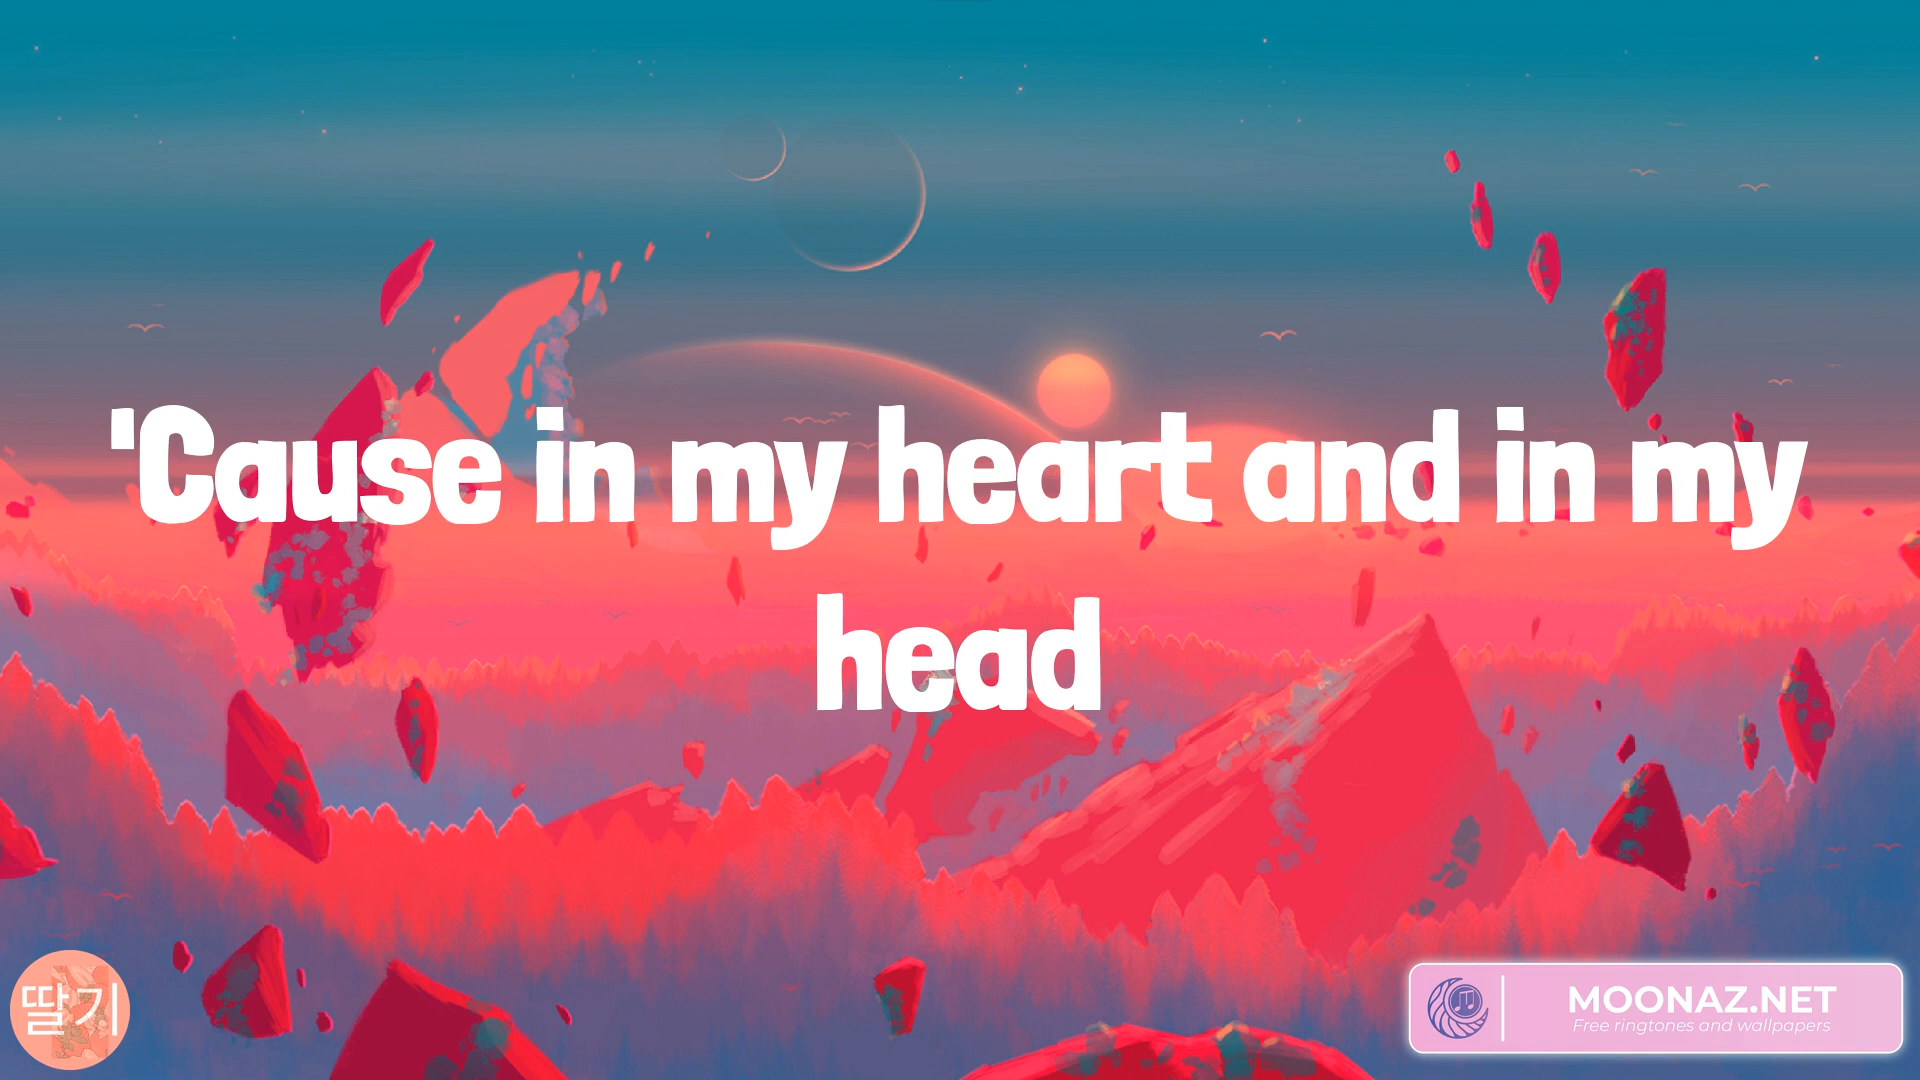 'Cause in my heart and in my
head
딸기
MOONAZ.NET
Free ringtones and wallpapers